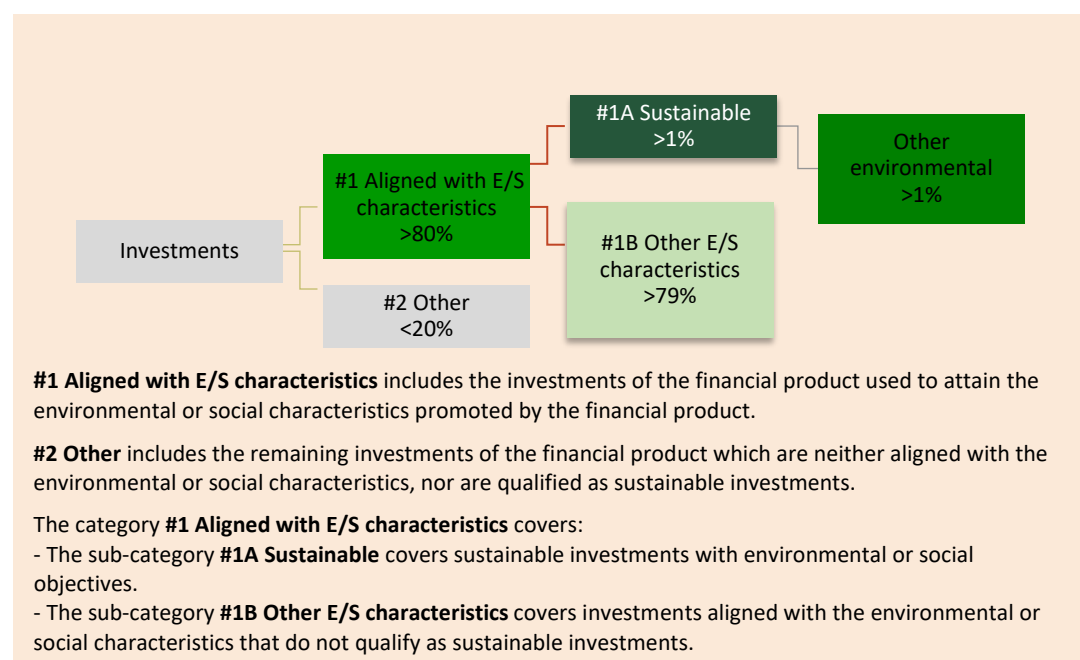 #1A Sustainable
>1%
Other
environmental
>1%
#1 Aligned with E/S
characteristics
>80%
#1B Other E/S
characteristics
>79%
Investments
#2 Other
<20%
#1 Aligned with E/S characteristics includes the investments of the financial product used to attain the
environmental or social characteristics promoted by the financial product.
#2 Other includes the remaining investments of the financial product which are neither aligned with the
environmental or social characteristics, nor are qualified as sustainable investments.
The category #1 Aligned with E/S characteristics covers:
- The sub-category #1A Sustainable covers sustainable investments with environmental or social
objectives.
- The sub-category #1B Other E/S characteristics covers investments aligned with the environmental or
social characteristics that do not qualify as sustainable investments.